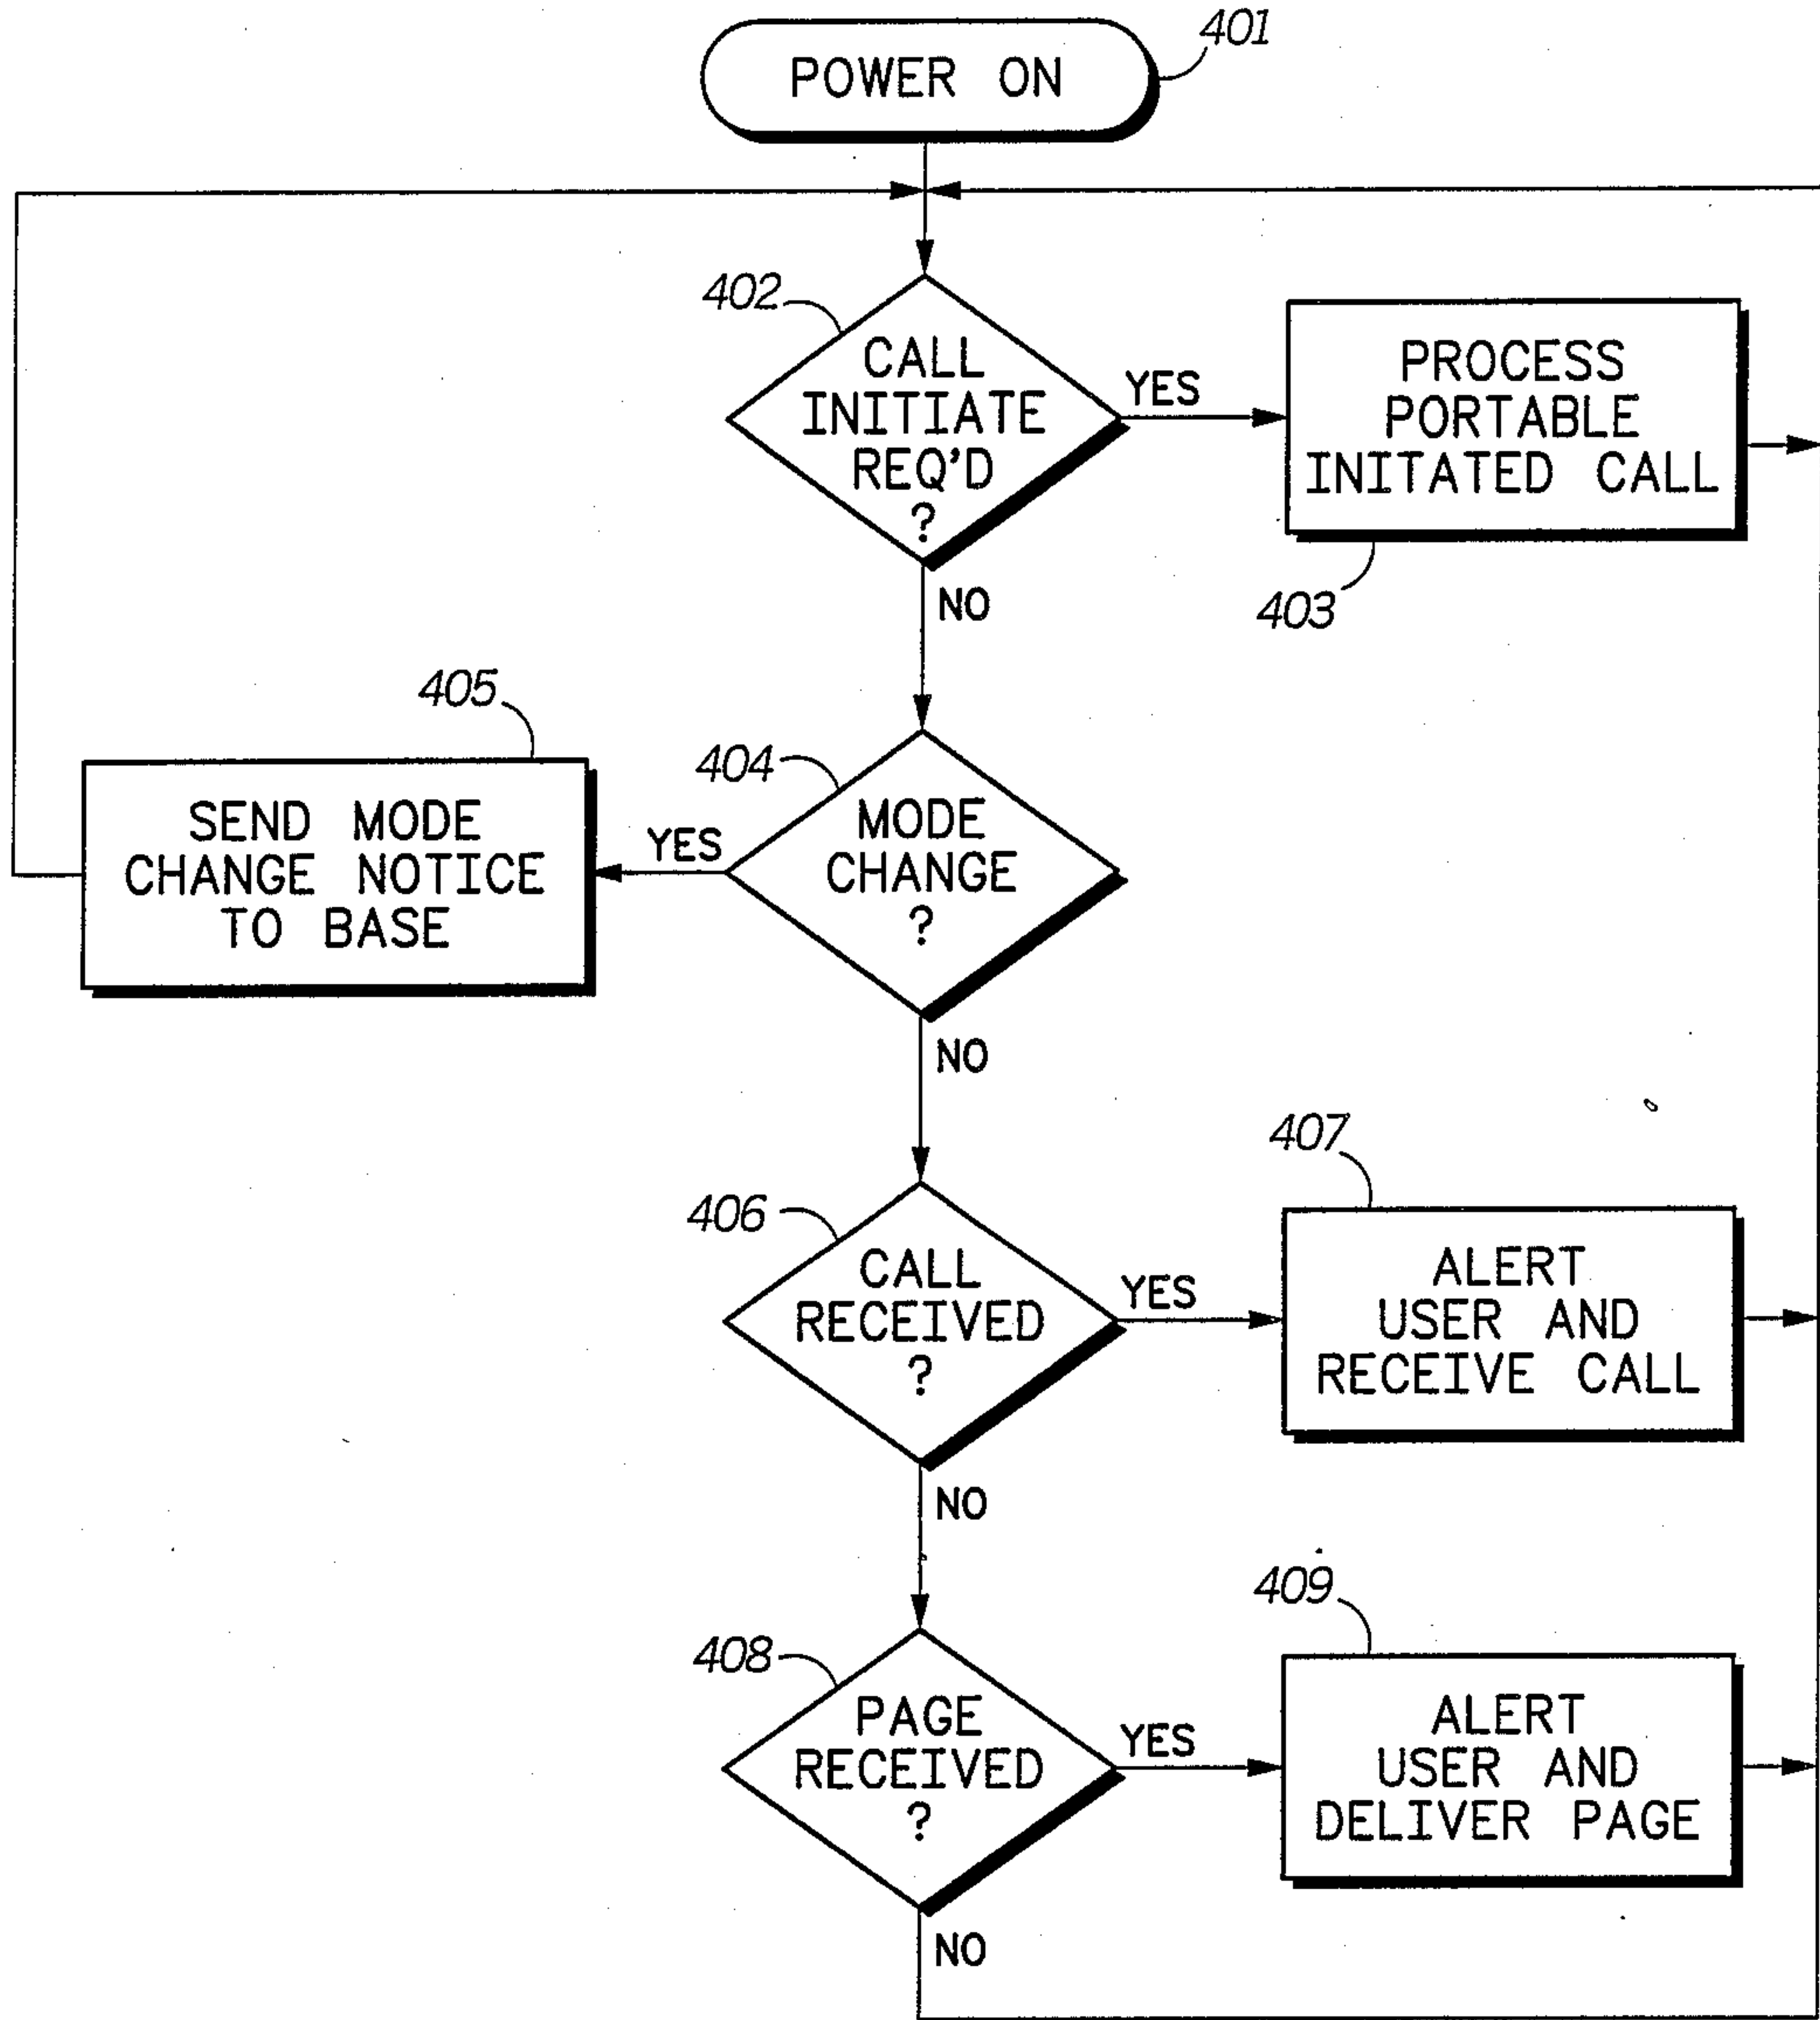 401
POWER ON
402
CALL
INITIATE
REQ'D
?
YES
PROCESS
PORTABLE
INITATED CALL
403
NO
405
SEND MODE
CHANGE NOTICE
TO BASE
404
MODE
CHANGE
?
YES
NO
406
CALL
RECEIVED
?
YES
407
ALERT
USER AND
RECEIVE CALL
NO
408
PAGE
RECEIVED
?
YES
409
ALERT
USER AND
DELIVER PAGE
NO